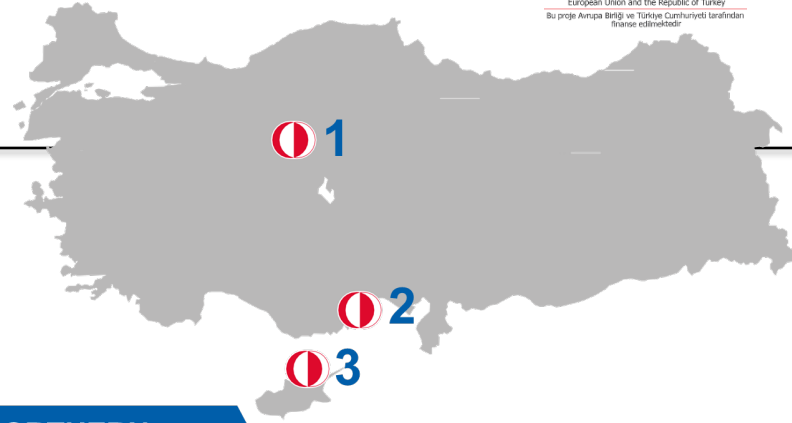 European Union and the Republic of Turkey
Bu proje Avrupa Birliği ve Türkiye Cumhuriyeti tarafından
finanse edilmektedir
1
2
3